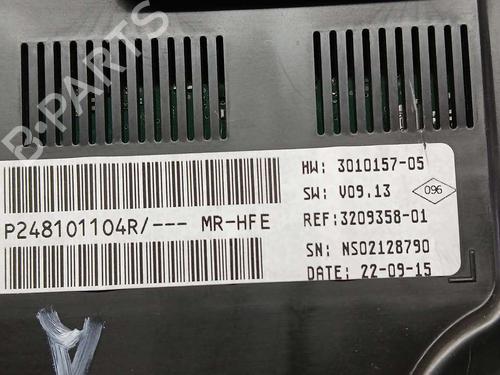 B-PARTS
HW: 3010157-05
SW: V09.13
096
P248101104R/--- MR-HFE
REF:3209358-01
SN: NS02128790
DATE: 22-09-15